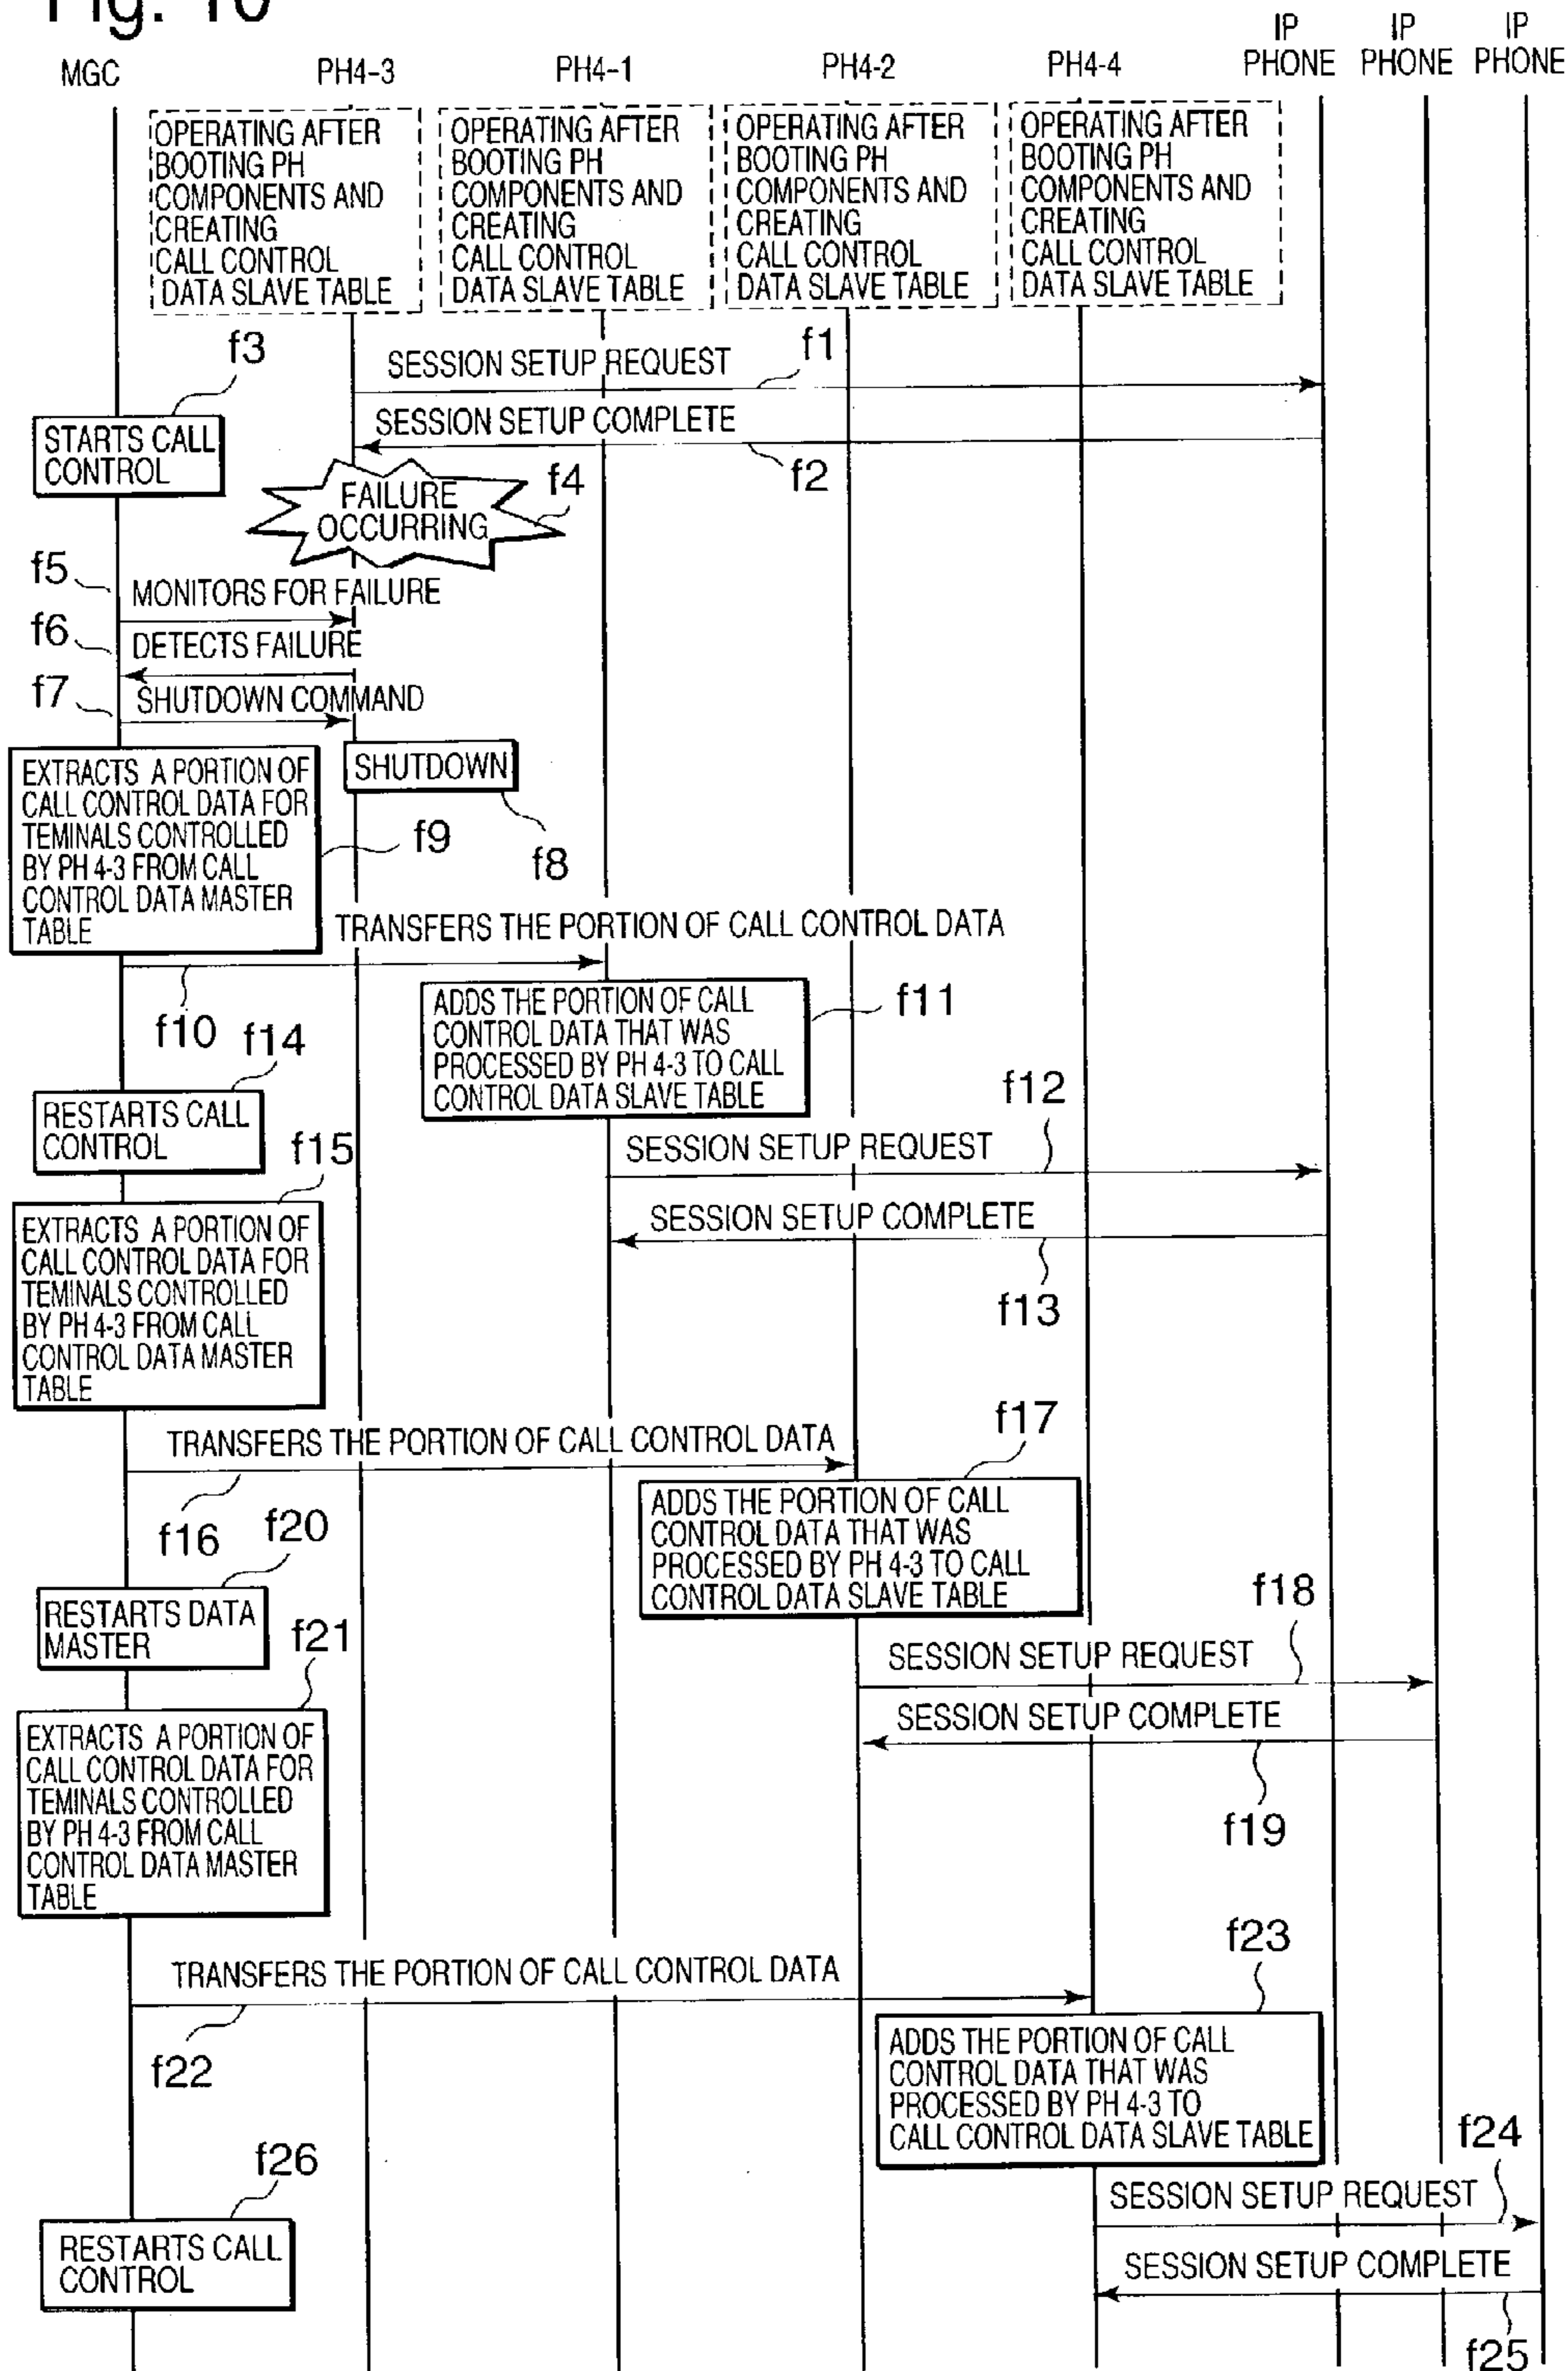 Fig. 10
MGC
PH4-3
PH4-1
PH4-2
PH4-4
IP
PHONE
IP
PHONE
IP
PHONE
OPERATING AFTER
BOOTING PH
COMPONENTS AND
CREATING
CALL CONTROL
DATA SLAVE TABLE
OPERATING AFTER
BOOTING PH
COMPONENTS AND
CREATING
CALL CONTROL
DATA SLAVE TABLE
OPERATING AFTER
BOOTING PH
COMPONENTS AND
CREATING
CALL CONTROL
DATA SLAVE TABLE
OPERATING AFTER
BOOTING PH
COMPONENTS AND
CREATING
CALL CONTROL
DATA SLAVE TABLE
f3
SESSION SETUP REQUEST
f1
STARTS CALL
CONTROL
SESSION SETUP COMPLETE
f2
FAILURE
OCCURRING
f4
f5
MONITORS FOR FAILURE
f6
DETECTS FAILURE
f7
SHUTDOWN COMMAND
EXTRACTS A PORTION OF
CALL CONTROL DATA FOR
TEMINALS CONTROLLED
BY PH 4-3 FROM CALL
CONTROL DATA MASTER
TABLE
f9
SHUTDOWN
f8
TRANSFERS THE PORTION OF CALL CONTROL DATA
f10
ADDS THE PORTION OF CALL
CONTROL DATA THAT WAS
PROCESSED BY PH 4-3 TO CALL
CONTROL DATA SLAVE TABLE
f11
f14
RESTARTS CALL
CONTROL
f12
SESSION SETUP REQUEST
f15
SESSION SETUP COMPLETE
f13
EXTRACTS A PORTION OF
CALL CONTROL DATA FOR
TEMINALS CONTROLLED
BY PH 4-3 FROM CALL
CONTROL DATA MASTER
TABLE
TRANSFERS THE PORTION OF CALL CONTROL DATA
f16
f17
ADDS THE PORTION OF CALL
CONTROL DATA THAT WAS
PROCESSED BY PH 4-3 TO CALL
CONTROL DATA SLAVE TABLE
f20
RESTARTS DATA
MASTER
f18
SESSION SETUP REQUEST
f21
SESSION SETUP COMPLETE
f19
EXTRACTS A PORTION OF
CALL CONTROL DATA FOR
TEMINALS CONTROLLED
BY PH 4-3 FROM CALL
CONTROL DATA MASTER
TABLE
TRANSFERS THE PORTION OF CALL CONTROL DATA
f22
f23
ADDS THE PORTION OF CALL
CONTROL DATA THAT WAS
PROCESSED BY PH 4-3 TO
CALL CONTROL DATA SLAVE TABLE
f24
SESSION SETUP REQUEST
f26
RESTARTS CALL
CONTROL
SESSION SETUP COMPLETE
f25